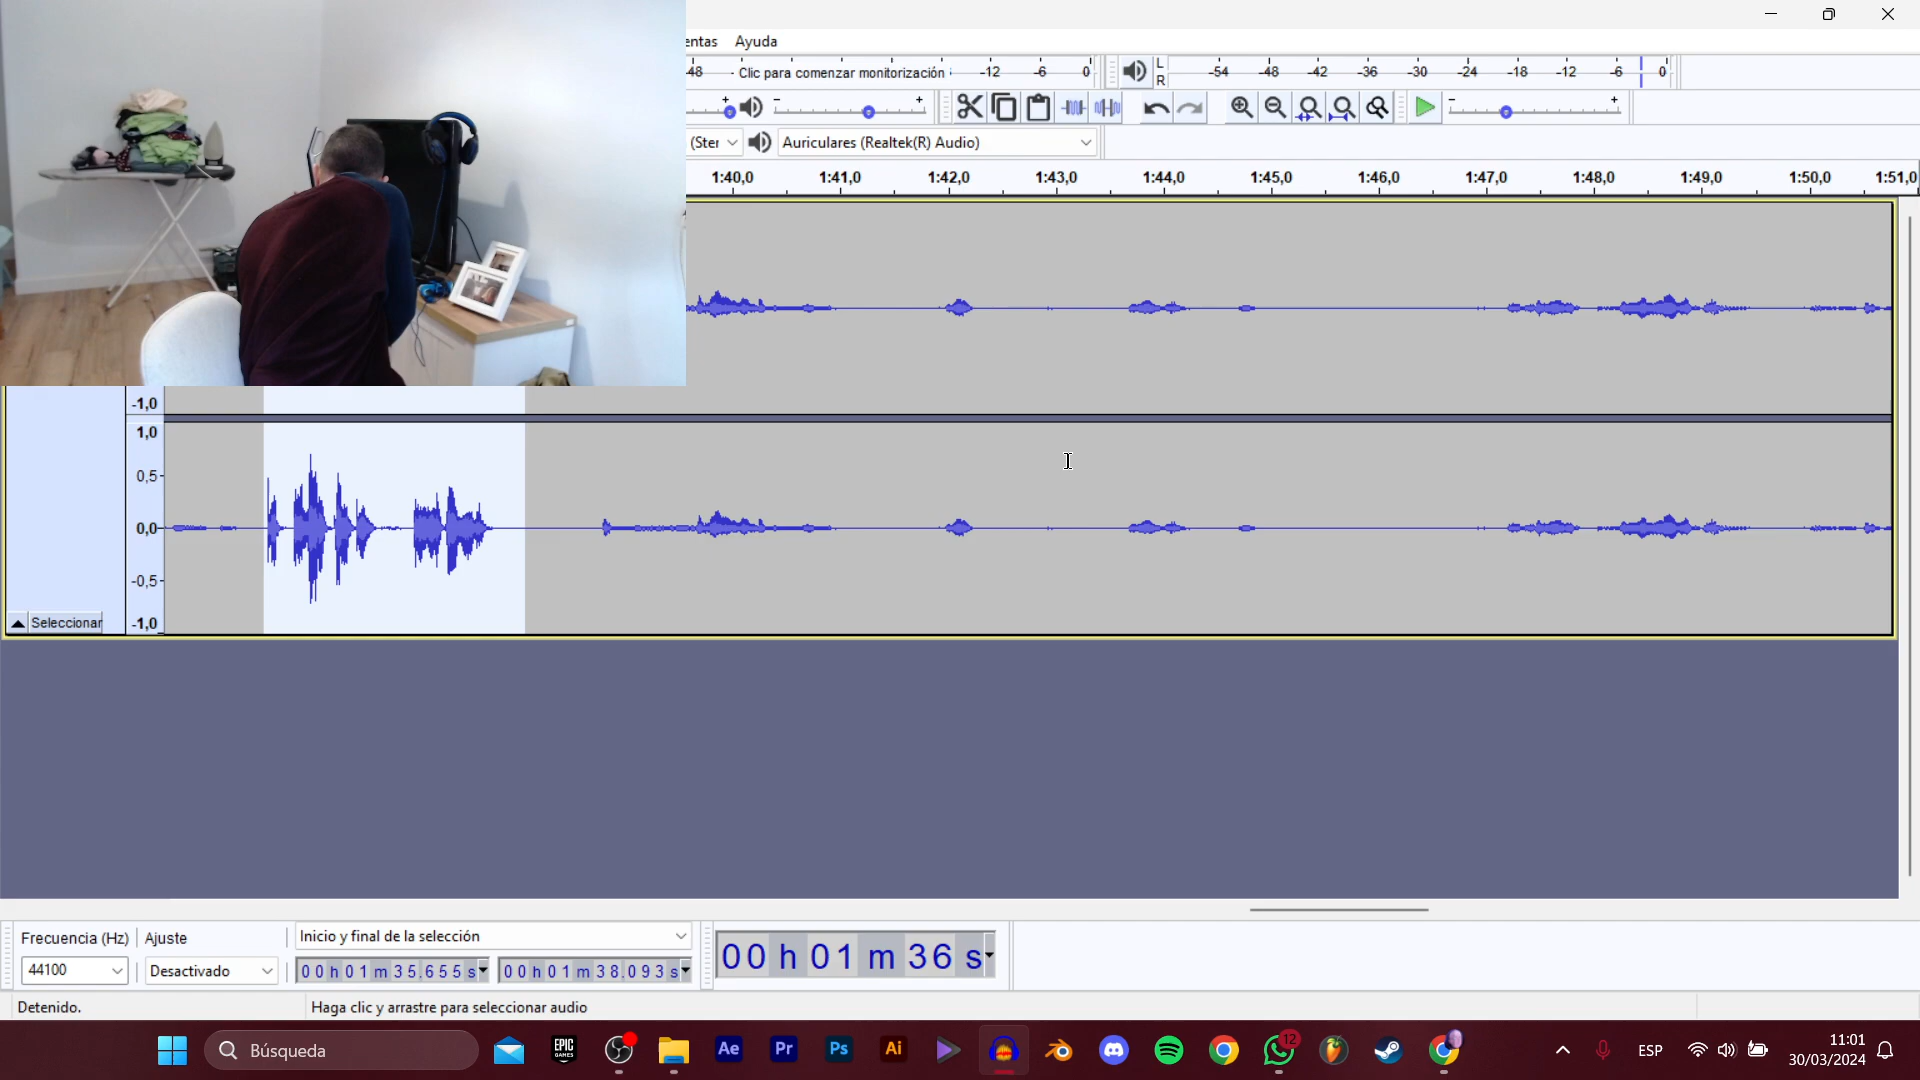 entas Ayuda
-48 Clic para comenzar monitorización -12 -6 0
L
R
-54 -48 -42 -36 -30 -24 -18 -12 -6 0
- + - +
(Ster Auriculares (Realtek(R) Audio)
1:40,0 1:41,0 1:42,0 1:43,0 1:44,0 1:45,0 1:46,0 1:47,0 1:48,0 1:49,0 1:50,0 1:51,0
-1,0
1,0
0,5
0,0
-0,5
-1,0
Seleccionar
Frecuencia (Hz) Ajuste Inicio y final de la selección
44100 Desactivado 00 h 01 m 35,655 s 00 h 01 m 38,093 s
00 h 01 m 36 s
Detenido. Haga clic y arrastre para seleccionar audio
Búsqueda
EPIC
GAMES
Ae Pr Ps Ai
12
ESP
11:01
30/03/2024